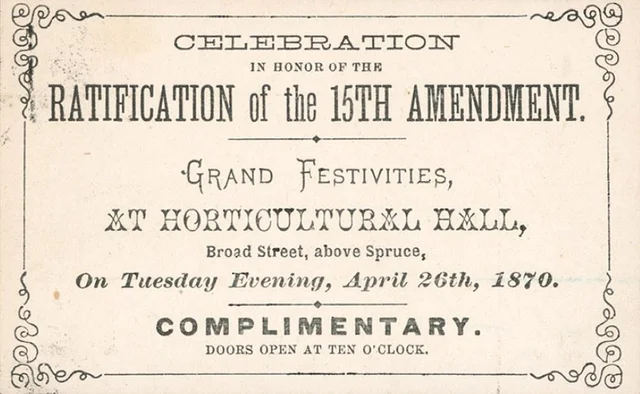 CELEBRATION
IN HONOR OF THE
RATIFICATION of the 15TH AMENDMENT.
GRAND FESTIVITIES,
AT HORTICULTURAL HALL,
Broad Street, above Spruce,
On Tuesday Evening, April 26th, 1870.
COMPLIMENTARY.
DOORS OPEN AT TEN O'CLOCK.